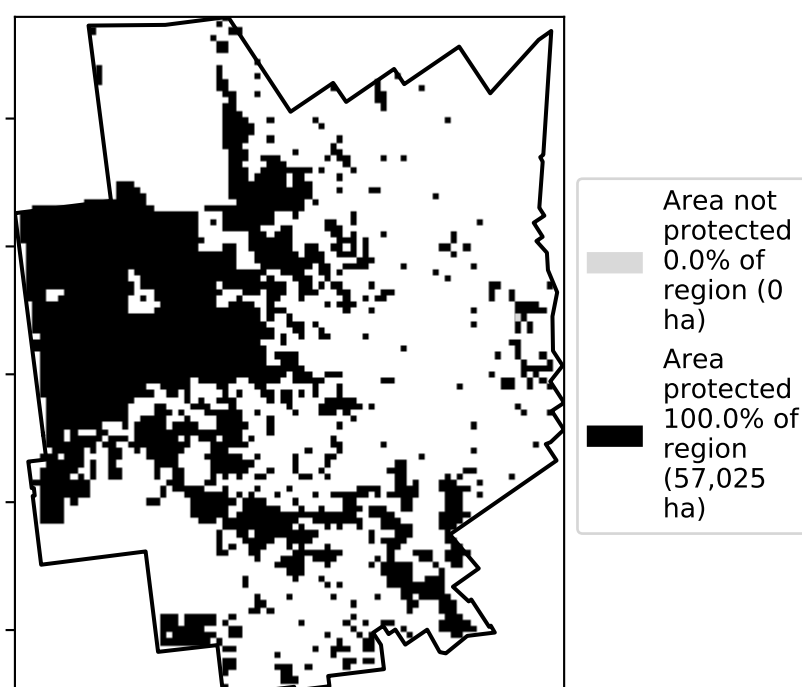 Area not
protected
0.0% of
region (0
ha)
Area
protected
100.0% of
region
(57,025
ha)